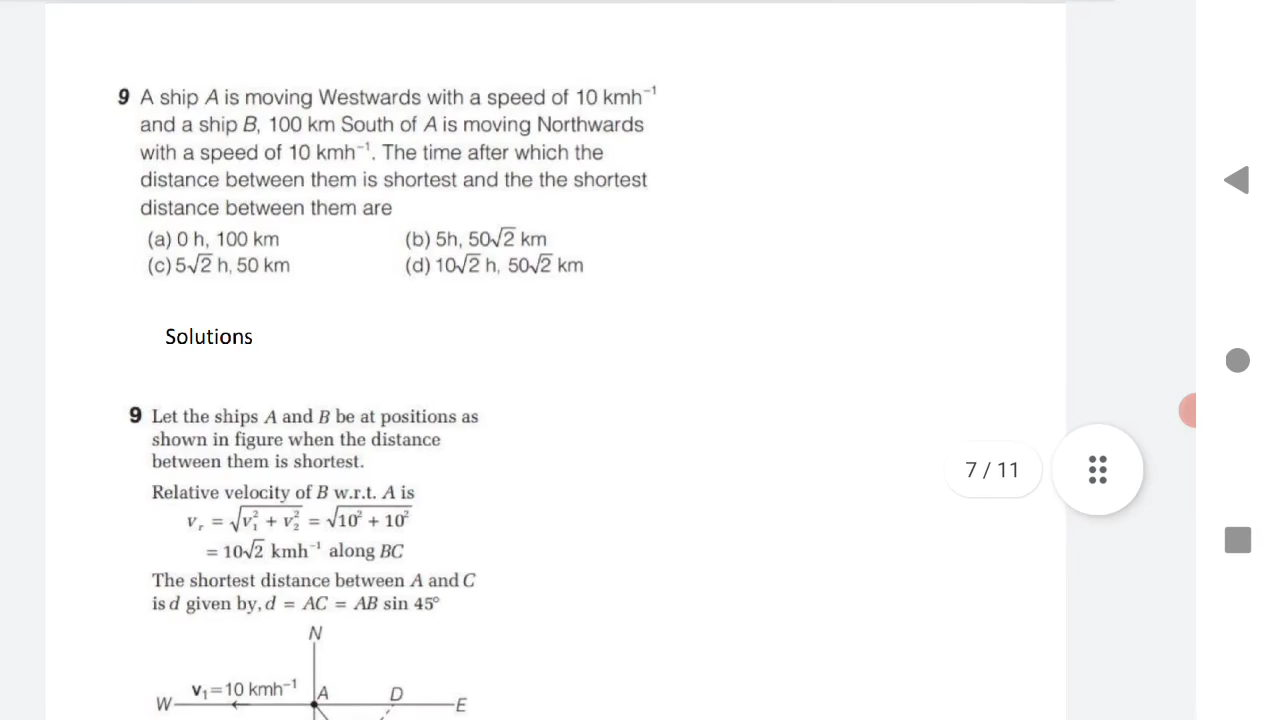 9 A ship A is moving Westwards with a speed of 10 kmh⁻¹
and a ship B, 100 km South of A is moving Northwards
with a speed of 10 kmh⁻¹. The time after which the
distance between them is shortest and the the shortest
distance between them are
(a) 0 h, 100 km (b) 5h, 50√2 km
(c) 5√2 h, 50 km (d) 10√2 h, 50√2 km
Solutions
9 Let the ships A and B be at positions as
shown in figure when the distance
between them is shortest.
Relative velocity of B w.r.t. A is
vᵣ = √v₁² + v₂² = √10² + 10²
= 10√2 kmh⁻¹ along BC
The shortest distance between A and C
is d given by, d = AC = AB sin 45°
N
v₁=10 kmh⁻¹ A D
W E
7 / 11